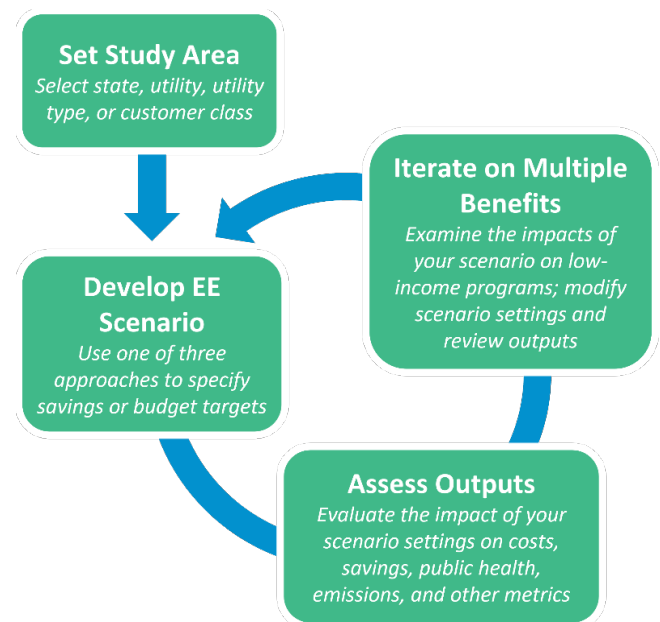 Set Study Area
Select state, utility, utility
type, or customer class
Iterate on Multiple
Benefits
Examine the impacts of
your scenario on low-
income programs; modify
scenario settings and
review outputs
Develop EE
Scenario
Use one of three
approaches to specify
savings or budget targets
Assess Outputs
Evaluate the impact of your
scenario settings on costs,
savings, public health,
emissions, and other metrics